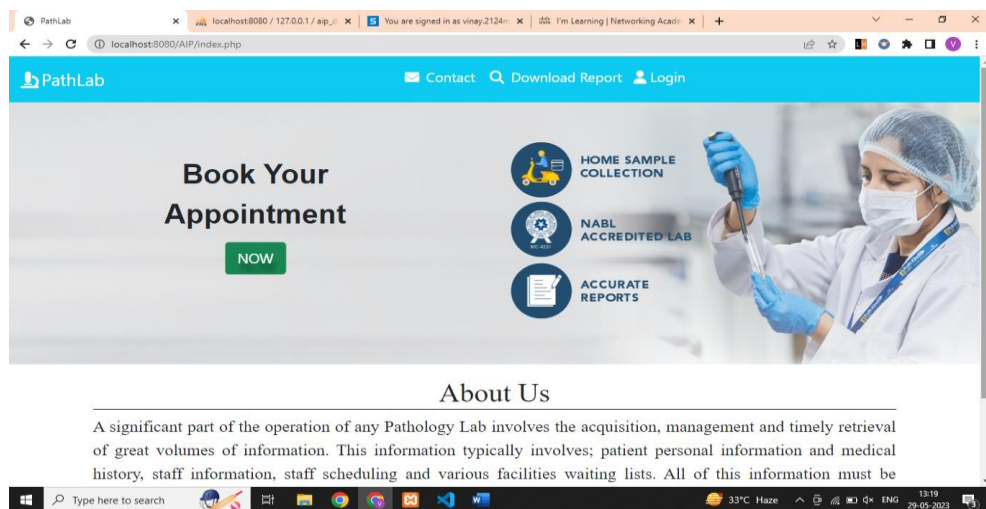 PathLab
localhost:8080 / 127.0.0.1 / aip_
You are signed in as vinay.2124
I'm Learning | Networking Acade
localhost:8080/AIP/index.php
V
PathLab
Contact
Download Report
Login
Book Your
Appointment
NOW
HOME SAMPLE
COLLECTION
NABL
ACCREDITED LAB
ACCURATE
REPORTS
About Us
A significant part of the operation of any Pathology Lab involves the acquisition, management and timely retrieval
of great volumes of information. This information typically involves; patient personal information and medical
history, staff information, staff scheduling and various facilities waiting lists. All of this information must be
Type here to search
33°C Haze
ENG
13:19
29-05-2023